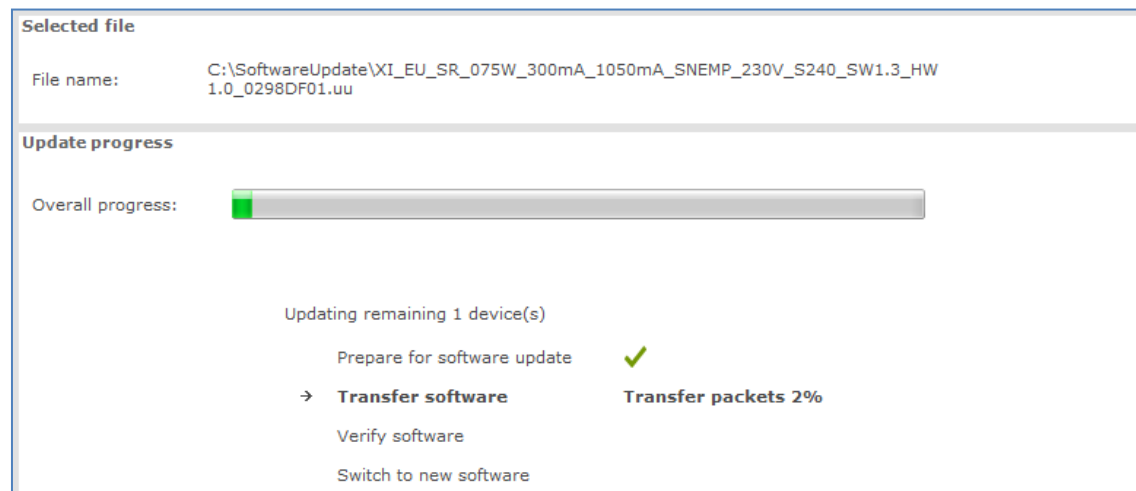 Selected file
File name:
C:\SoftwareUpdate\XI_EU_SR_075W_300mA_1050mA_SNEMP_230V_S240_SW1.3_HW
1.0_0298DF01.uu
Update progress
Overall progress:
Updating remaining 1 device(s)
Prepare for software update
→ Transfer software Transfer packets 2%
Verify software
Switch to new software